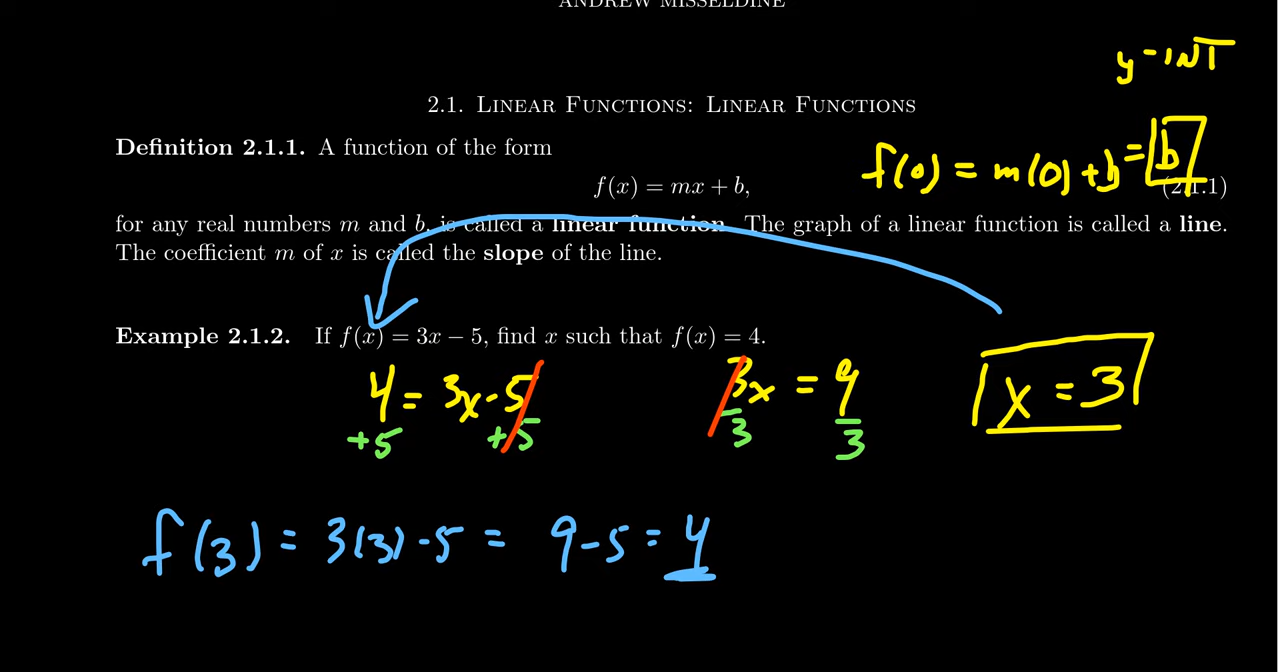 ANDREW MISSELDINE
y-int
2.1. LINEAR FUNCTIONS: LINEAR FUNCTIONS
Definition 2.1.1. A function of the form
f(x) = mx + b, (2.1.1)
f(0) = m(0) + b = b
for any real numbers m and b, is called a linear function. The graph of a linear function is called a line.
The coefficient m of x is called the slope of the line.
Example 2.1.2. If f(x) = 3x − 5, find x such that f(x) = 4.
4 = 3x - 5
+5 +5
3x = 9
3 3
x = 3
f(3) = 3(3) - 5 = 9 - 5 = 4